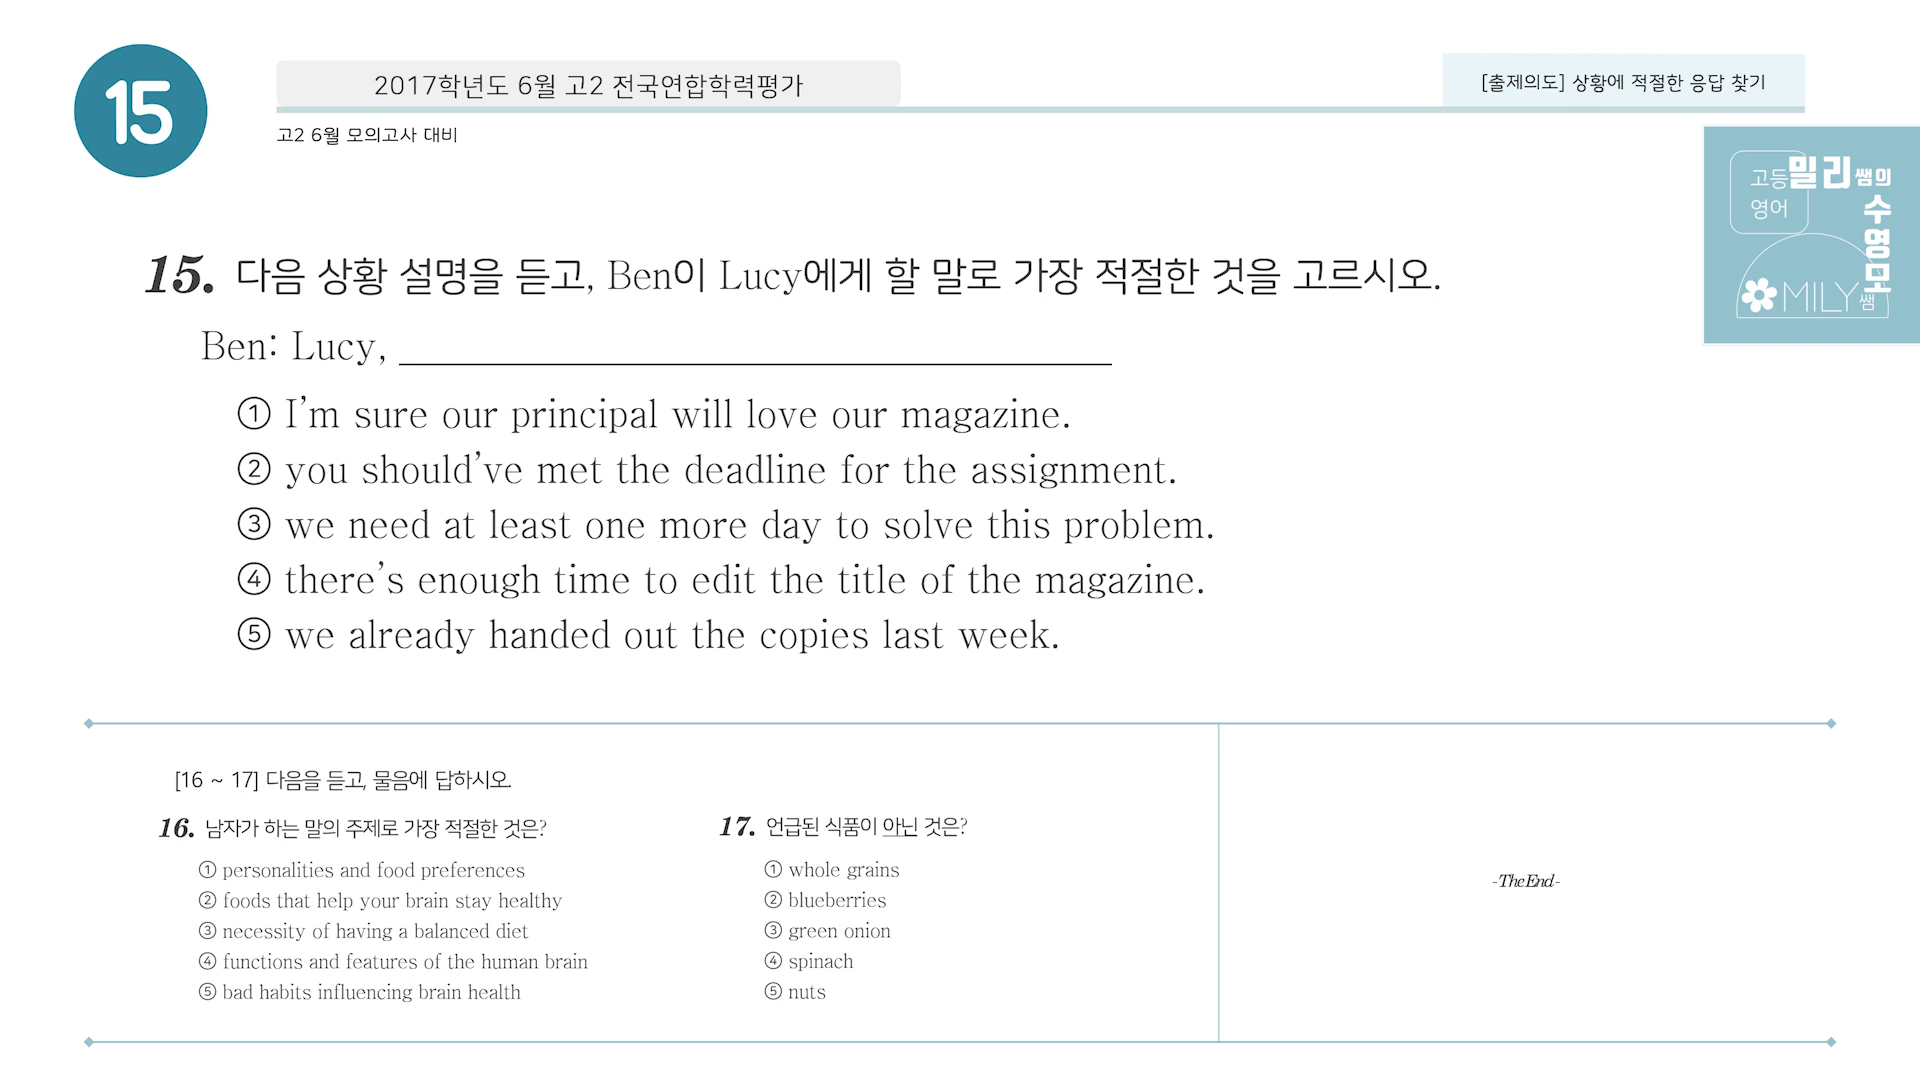 15
2017학년도 6월 고2 전국연합학력평가
[출제의도] 상황에 적절한 응답 찾기
고2 6월 모의고사 대비
고등 밀리쌤의
영어 수영모
MILY쌤
15. 다음 상황 설명을 듣고, Ben이 Lucy에게 할 말로 가장 적절한 것을 고르시오.
Ben: Lucy, ________________________
① I'm sure our principal will love our magazine.
② you should've met the deadline for the assignment.
③ we need at least one more day to solve this problem.
④ there's enough time to edit the title of the magazine.
⑤ we already handed out the copies last week.
[16 ~ 17] 다음을 듣고, 물음에 답하시오.
16. 남자가 하는 말의 주제로 가장 적절한 것은?
① personalities and food preferences
② foods that help your brain stay healthy
③ necessity of having a balanced diet
④ functions and features of the human brain
⑤ bad habits influencing brain health
17. 언급된 식품이 아닌 것은?
① whole grains
② blueberries
③ green onion
④ spinach
⑤ nuts
-The End-